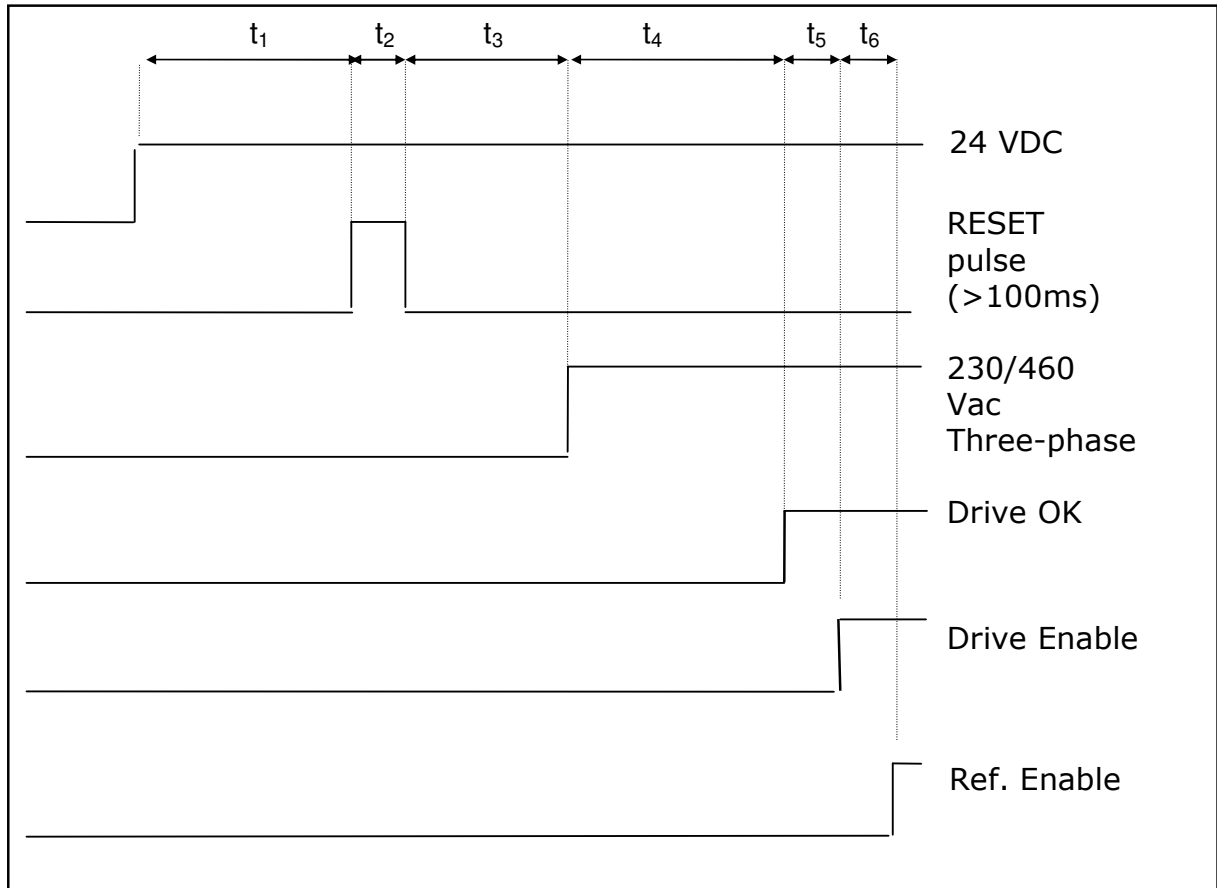 t₁ t₂ t₃ t₄ t₅ t₆
24 VDC
RESET
pulse
(>100ms)
230/460
Vac
Three-phase
Drive OK
Drive Enable
Ref. Enable